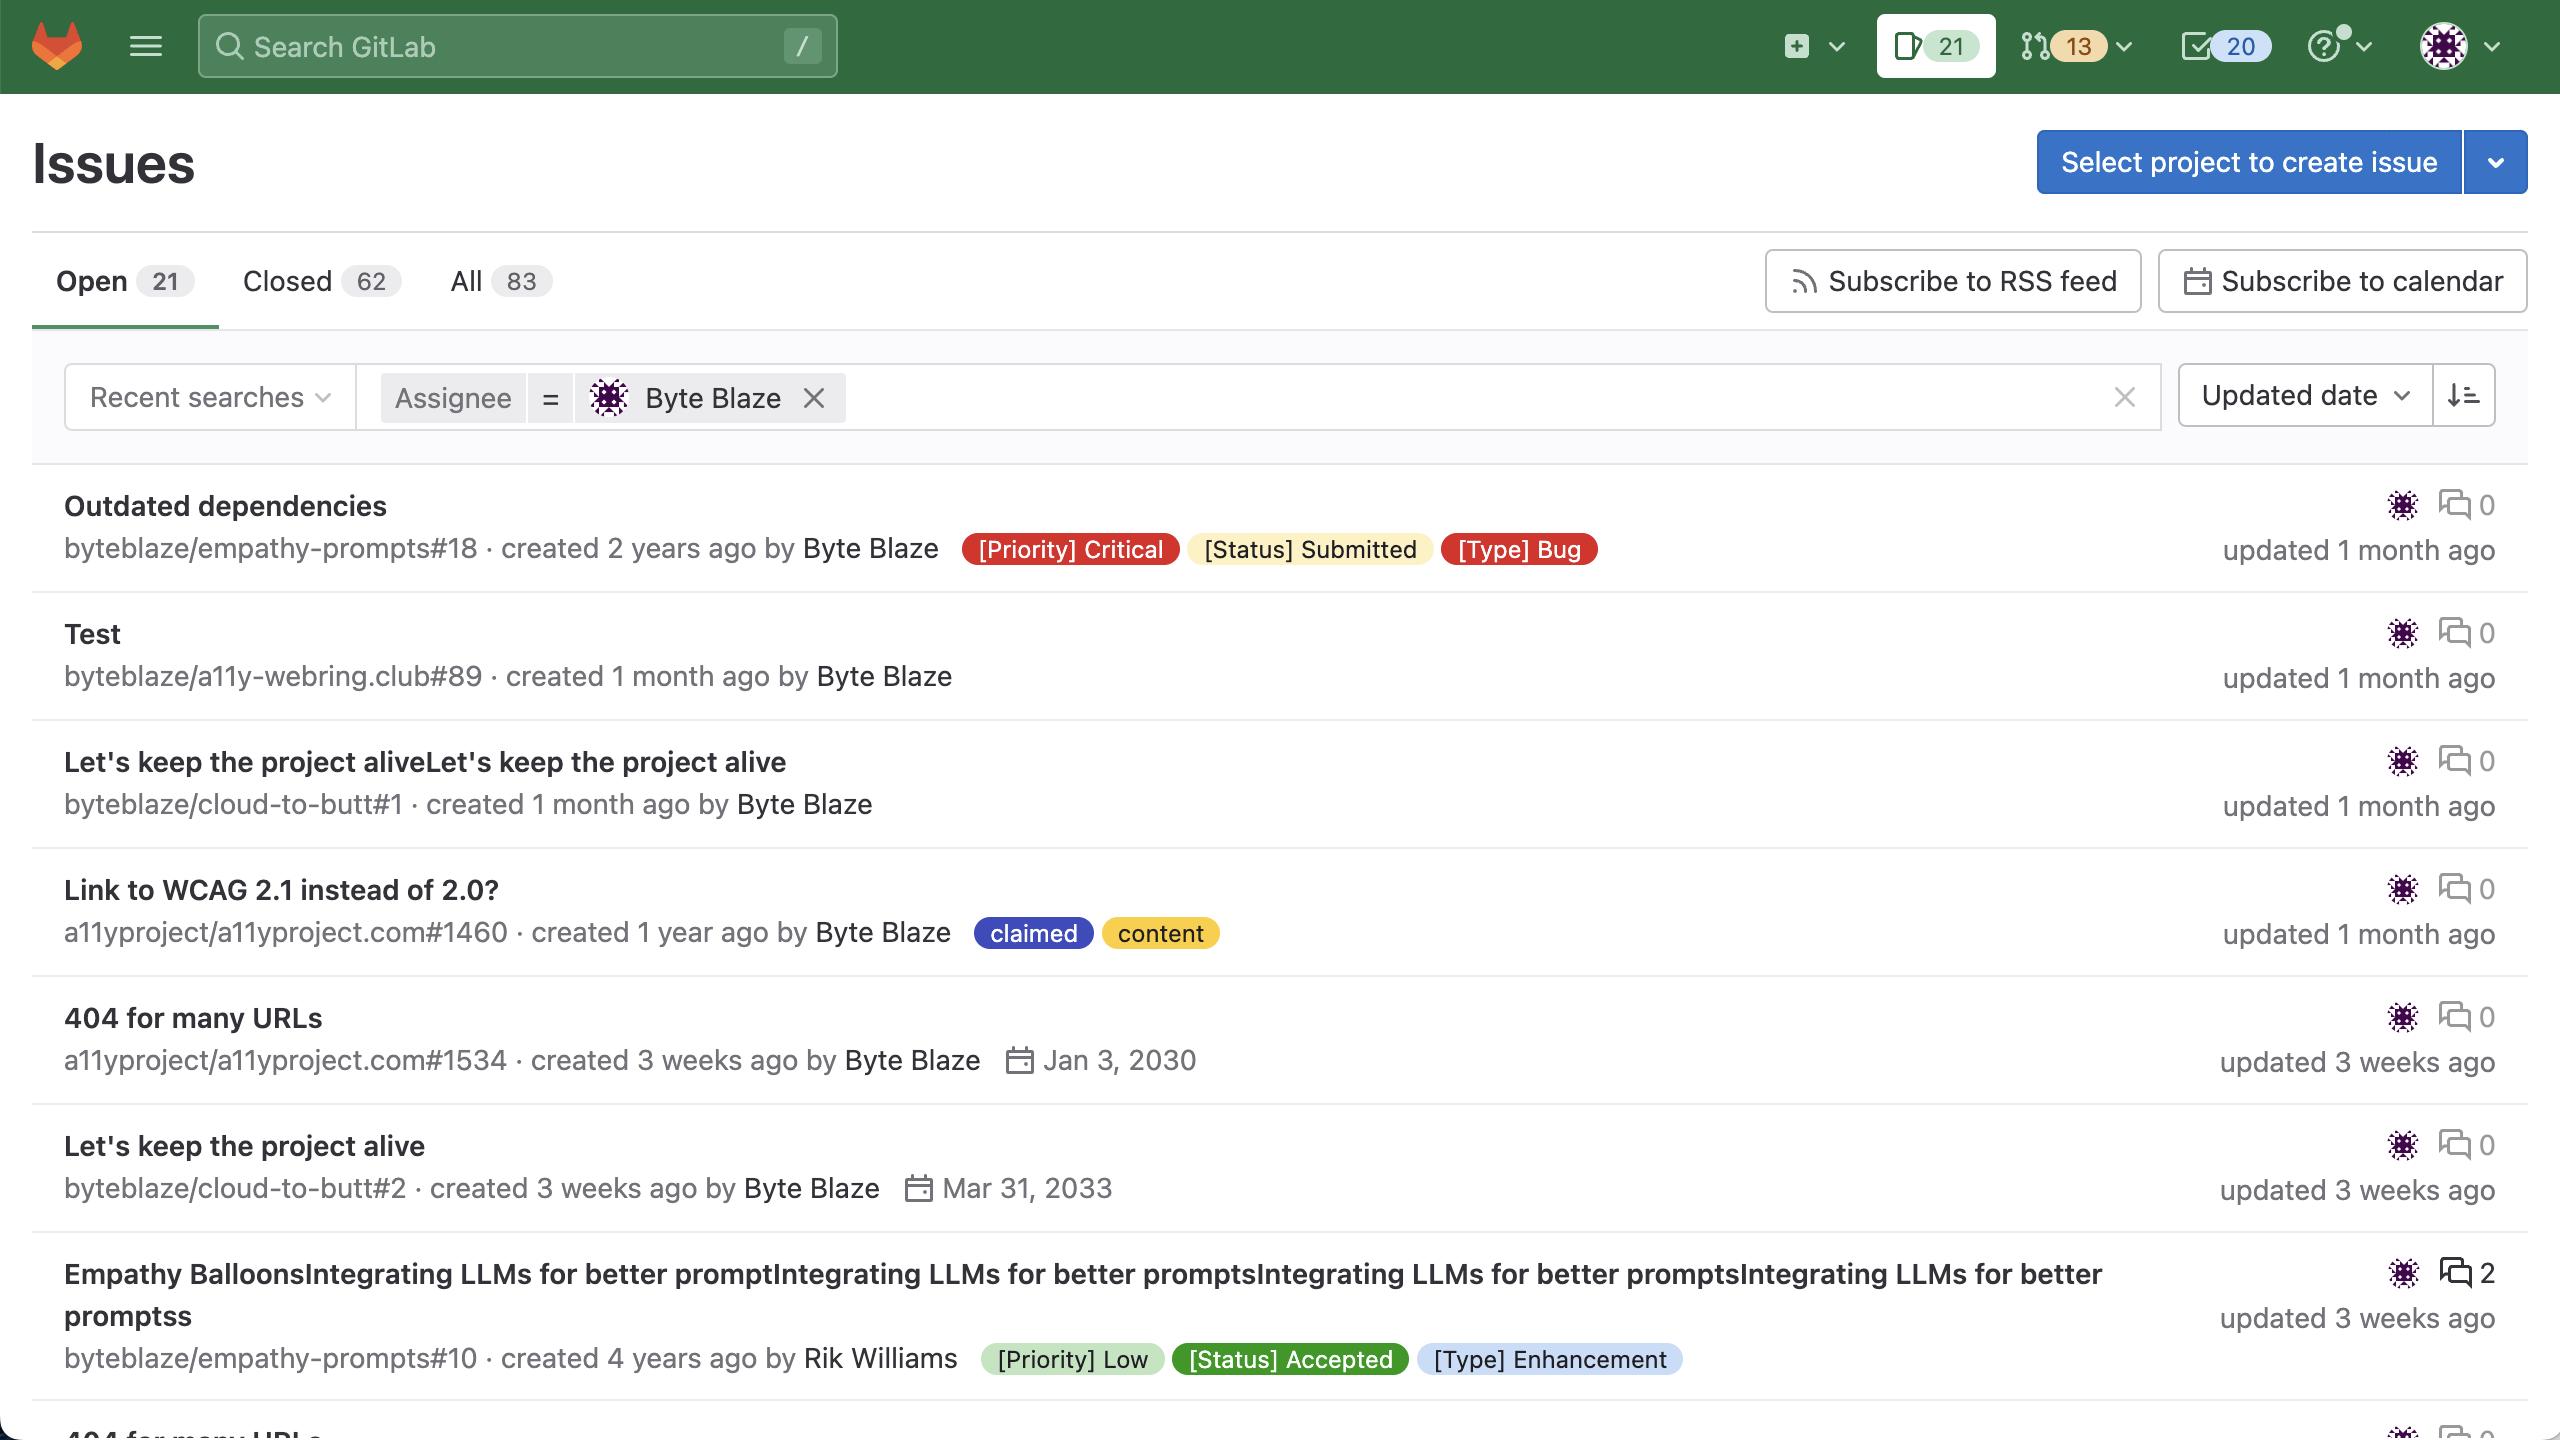 Search GitLab /
21
13
20
Issues
Select project to create issue
Open 21 Closed 62 All 83
Subscribe to RSS feed
Subscribe to calendar
Recent searches
Assignee = Byte Blaze
Updated date
Outdated dependencies
0
byteblaze/empathy-prompts#18 · created 2 years ago by Byte Blaze [Priority] Critical [Status] Submitted [Type] Bug
updated 1 month ago
Test
0
byteblaze/a11y-webring.club#89 · created 1 month ago by Byte Blaze
updated 1 month ago
Let's keep the project aliveLet's keep the project alive
0
byteblaze/cloud-to-butt#1 · created 1 month ago by Byte Blaze
updated 1 month ago
Link to WCAG 2.1 instead of 2.0?
0
a11yproject/a11yproject.com#1460 · created 1 year ago by Byte Blaze claimed content
updated 1 month ago
404 for many URLs
0
a11yproject/a11yproject.com#1534 · created 3 weeks ago by Byte Blaze Jan 3, 2030
updated 3 weeks ago
Let's keep the project alive
0
byteblaze/cloud-to-butt#2 · created 3 weeks ago by Byte Blaze Mar 31, 2033
updated 3 weeks ago
Empathy BalloonsIntegrating LLMs for better promptIntegrating LLMs for better promptsIntegrating LLMs for better promptsIntegrating LLMs for better
promptss
2
updated 3 weeks ago
byteblaze/empathy-prompts#10 · created 4 years ago by Rik Williams [Priority] Low [Status] Accepted [Type] Enhancement
404 for many URLs
0